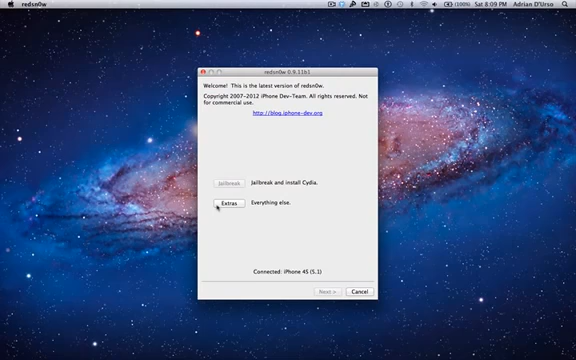 redsn0w
(100%)
Sat 8:09 PM
Adrian D'Urso
redsn0w 0.9.11b1
Welcome! This is the latest version of redsn0w.
Copyright 2007-2012 iPhone Dev-Team. All rights reserved. Not
for commercial use.
http://blog.iphone-dev.org
Jailbreak
Jailbreak and install Cydia.
Extras
Everything else.
Connected: iPhone 4S (5.1)
Next >
Cancel